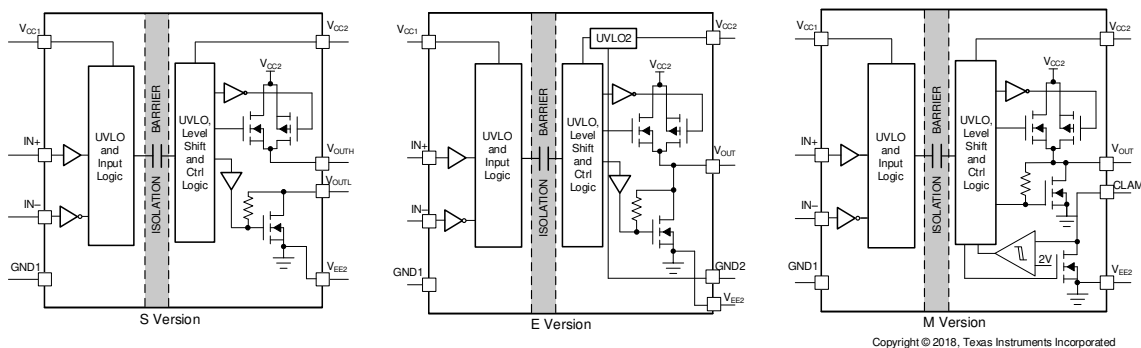 VCC1
VCC2
VCC2
UVLO
and
Input
Logic
ISOLATION BARRIER
UVLO,
Level
Shift
and
Ctrl
Logic
IN+
IN–
VOUTH
VOUTL
GND1
VEE2
S Version
VCC1
VCC2
UVLO2
VCC2
UVLO
and
Input
Logic
ISOLATION BARRIER
UVLO,
Level
Shift
and
Ctrl
Logic
IN+
IN–
VOUT
GND1
GND2
VEE2
E Version
VCC1
VCC2
VCC2
UVLO
and
Input
Logic
ISOLATION BARRIER
UVLO,
Level
Shift
and
Ctrl
Logic
IN+
IN–
VOUT
CLAM
2V
GND1
VEE2
M Version
Copyright © 2018, Texas Instruments Incorporated